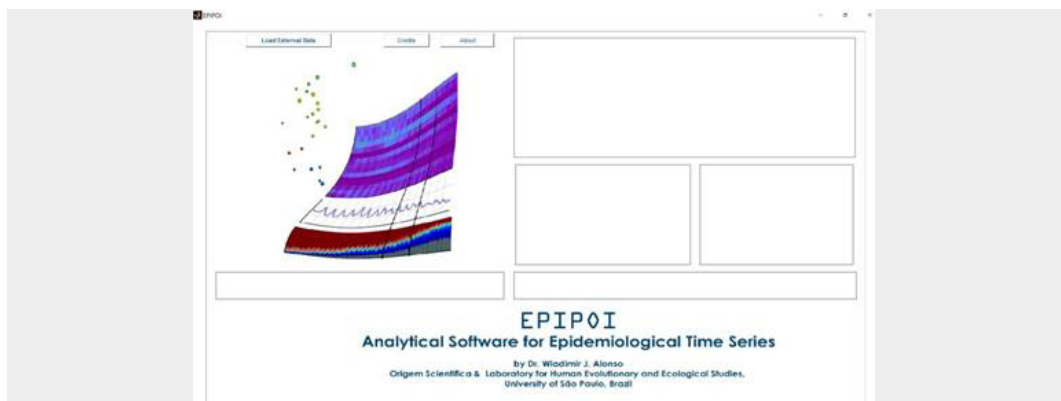 EPIPOI
Load External Data
Credits
About
EPIPOI
Analytical Software for Epidemiological Time Series
by Dr. Wladimir J. Alonso
Origem Scientifica & Laboratory for Human Evolutionary and Ecological Studies,
University of São Paulo, Brazil